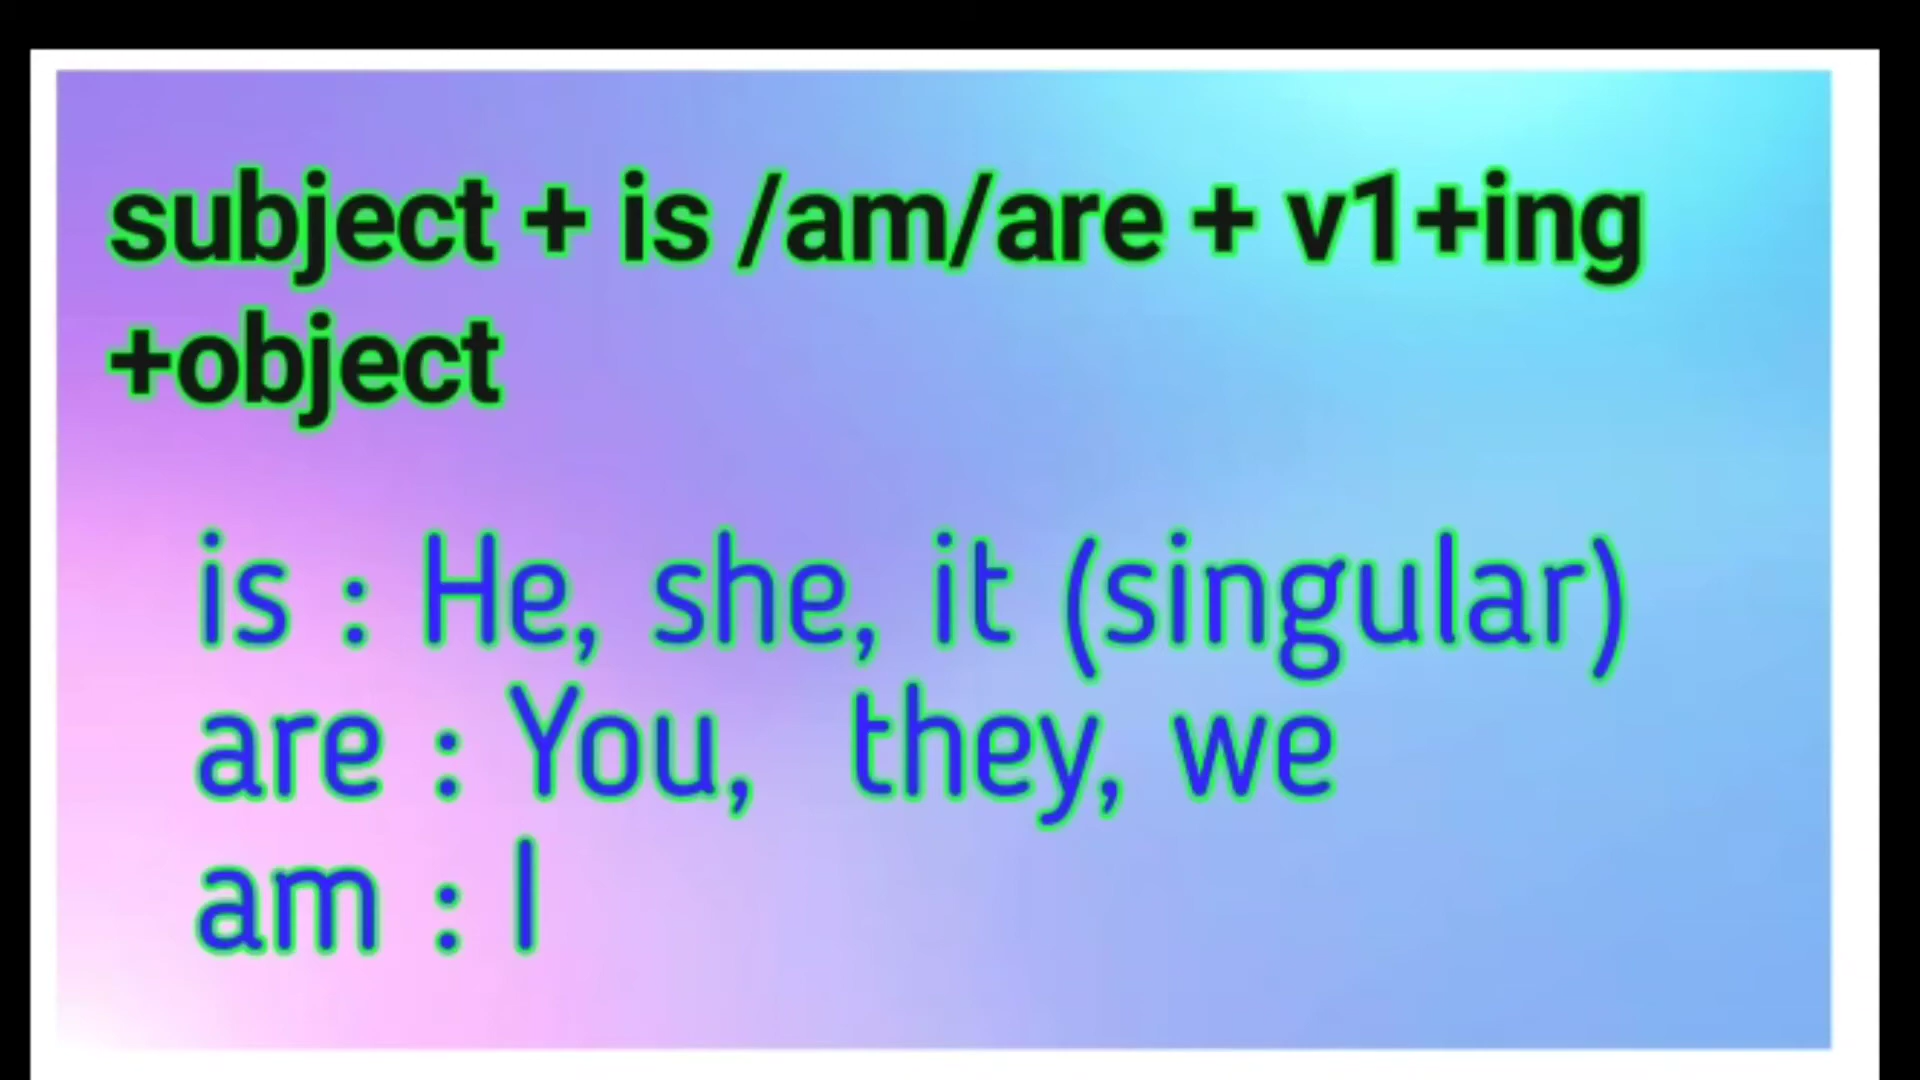 subject + is /am/are + v1+ing
+object
is : He, she, it (singular)
are : You, they, we
am : I